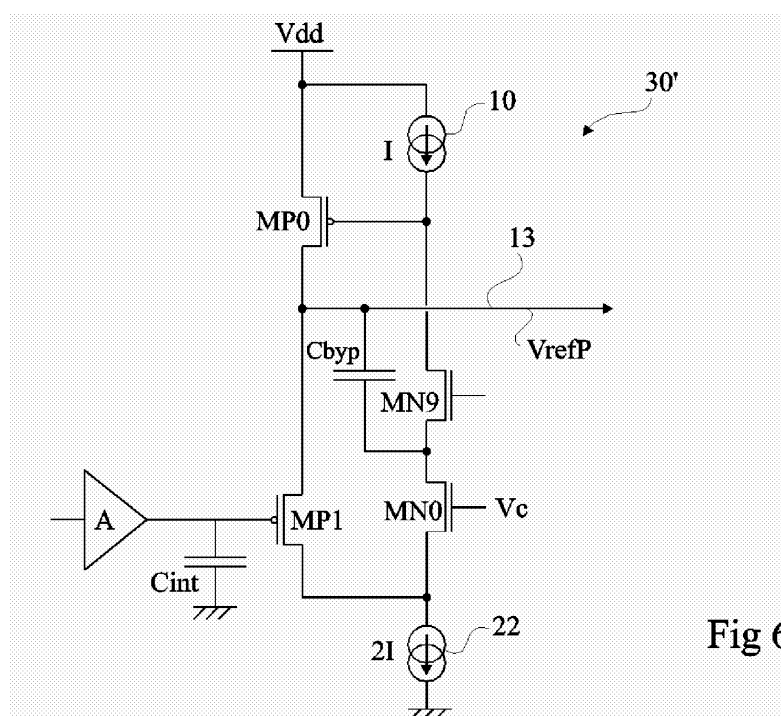 Vdd
10
30'
I
MP0
13
Cbyp
VrefP
MN9
A
MP1
MN0
Vc
Cint
2I
22
Fig 6